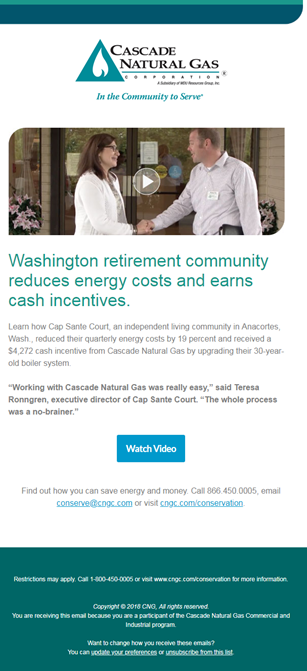 CASCADE
NATURAL GAS
CORPORATION
A Subsidiary of MDU Resources Group, Inc.
In the Community to Serve®
Washington retirement community
reduces energy costs and earns
cash incentives.
Learn how Cap Sante Court, an independent living community in Anacortes,
Wash., reduced their quarterly energy costs by 19 percent and received a
$4,272 cash incentive from Cascade Natural Gas by upgrading their 30-year-
old boiler system.
“Working with Cascade Natural Gas was really easy,” said Teresa
Ronngren, executive director of Cap Sante Court. “The whole process
was a no-brainer.”
Watch Video
Find out how you can save energy and money. Call 866.450.0005, email
conserve@cngc.com or visit cngc.com/conservation.
Restrictions may apply. Call 1-800-450-0005 or visit www.cngc.com/conservation for more information.
Copyright © 2016 CNG, All rights reserved.
You are receiving this email because you are a participant of the Cascade Natural Gas Commercial and
Industrial program.
Want to change how you receive these emails?
You can update your preferences or unsubscribe from this list.